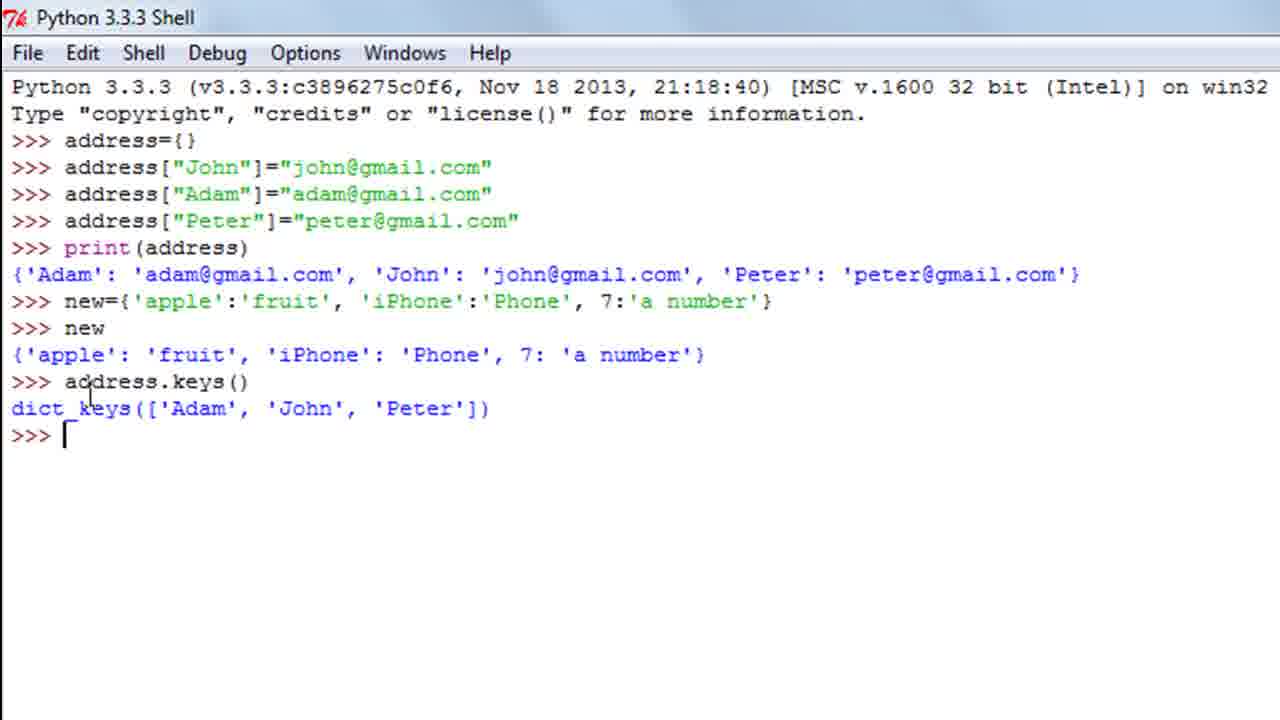 Python 3.3.3 Shell
File Edit Shell Debug Options Windows Help
Python 3.3.3 (v3.3.3:c3896275c0f6, Nov 18 2013, 21:18:40) [MSC v.1600 32 bit (Intel)] on win32
Type "copyright", "credits" or "license()" for more information.
>>> address={}
>>> address["John"]="john@gmail.com"
>>> address["Adam"]="adam@gmail.com"
>>> address["Peter"]="peter@gmail.com"
>>> print(address)
{'Adam': 'adam@gmail.com', 'John': 'john@gmail.com', 'Peter': 'peter@gmail.com'}
>>> new={'apple':'fruit', 'iPhone':'Phone', 7:'a number'}
>>> new
{'apple': 'fruit', 'iPhone': 'Phone', 7: 'a number'}
>>> address.keys()
dict_keys(['Adam', 'John', 'Peter'])
>>>